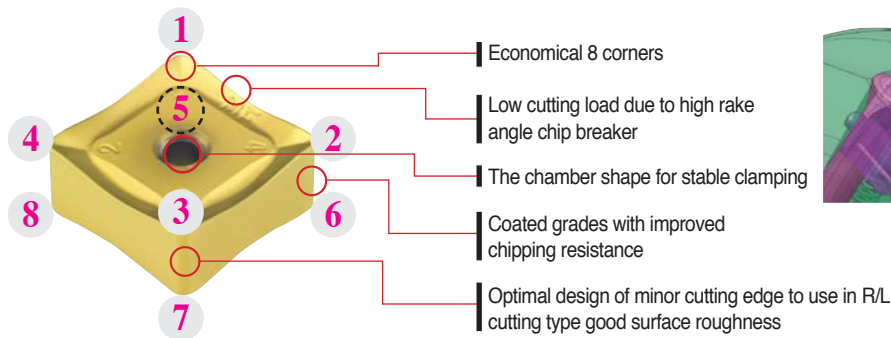 1
Economical 8 corners
5
Low cutting load due to high rake
angle chip breaker
4
2
2
The chamber shape for stable clamping
3
8
6
Coated grades with improved
chipping resistance
Optimal design of minor cutting edge to use in R/L
cutting type good surface roughness
7